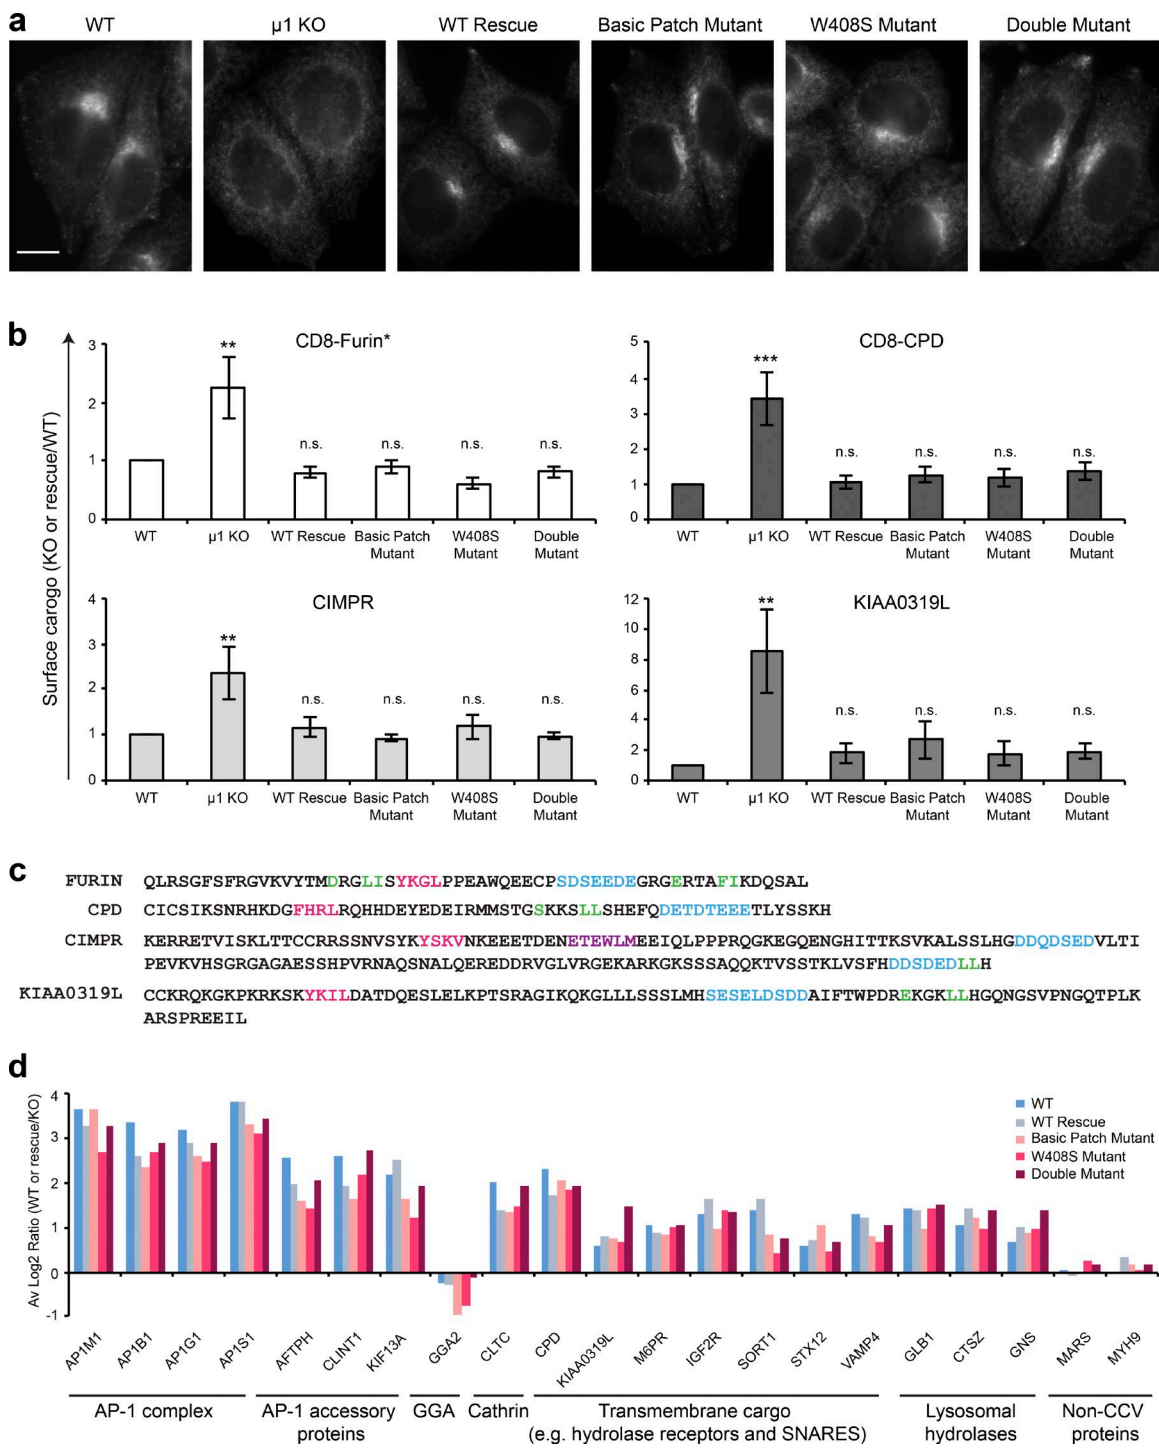 a
WT
μ1 KO
WT Rescue
Basic Patch Mutant
W408S Mutant
Double Mutant
b
Surface carogo (KO or rescue/WT)
CD8-Furin*
3
2
1
0
**
n.s.
n.s.
n.s.
n.s.
WT
μ1 KO
WT Rescue
Basic Patch
Mutant
W408S
Mutant
Double
Mutant
CD8-CPD
5
4
3
2
1
0
***
n.s.
n.s.
n.s.
n.s.
WT
μ1 KO
WT Rescue
Basic Patch
Mutant
W408S
Mutant
Double
Mutant
CIMPR
4
3
2
1
0
**
n.s.
n.s.
n.s.
n.s.
WT
μ1 KO
WT Rescue
Basic Patch
Mutant
W408S
Mutant
Double
Mutant
KIAA0319L
12
10
8
6
4
2
0
**
n.s.
n.s.
n.s.
n.s.
WT
μ1 KO
WT Rescue
Basic Patch
Mutant
W408S
Mutant
Double
Mutant
c
FURIN QLRSGFSFRGVKVYTMDRGLISYKGLPPEAWQEECPSDSEEDEGRGERTAFIKDQSAL
CPD CICSIKSNRHKDGFHRLRQHHDEYEDEIRMMSTGSKKSLLSHEFQDETDTEEETLYSSKH
CIMPR KERRETVISKLTTCCRRSSNVSYKYSKVNKEEETDENETEWLMEEIQLPPPRQGKEGQENGHITTKSVKALSSLHGDDQDSEDVLTI
PEVKVHSGRGAGAESSHPVRNAQSNALQEREDDRVGLVRGEKARKGKSSSAQQKTVSSTKLVSFHDDSDEDLLH
KIAA0319L CCKRQKGKPKRKSKYKILDATDQESLELKPTSRAGIKQKGLLLSSSLMHSESELDSDDAIFTWPDREKGKLLHGQNGSVPNGQTPLK
ARSPREEIL
d
Av Log2 Ratio (WT or rescue/KO)
4
3
2
1
0
-1
WT
WT Rescue
Basic Patch Mutant
W408S Mutant
Double Mutant
AP1M1
AP1B1
AP1G1
AP1S1
AFTPH
CLINT1
KIF13A
GGA2
CLTC
CPD
KIAA0319L
M6PR
IGF2R
SORT1
STX12
VAMP4
GLB1
CTSZ
GNS
MARS
MYH9
AP-1 complex
AP-1 accessory
proteins
GGA
Cathrin
Transmembrane cargo
(e.g. hydrolase receptors and SNARES)
Lysosomal
hydrolases
Non-CCV
proteins